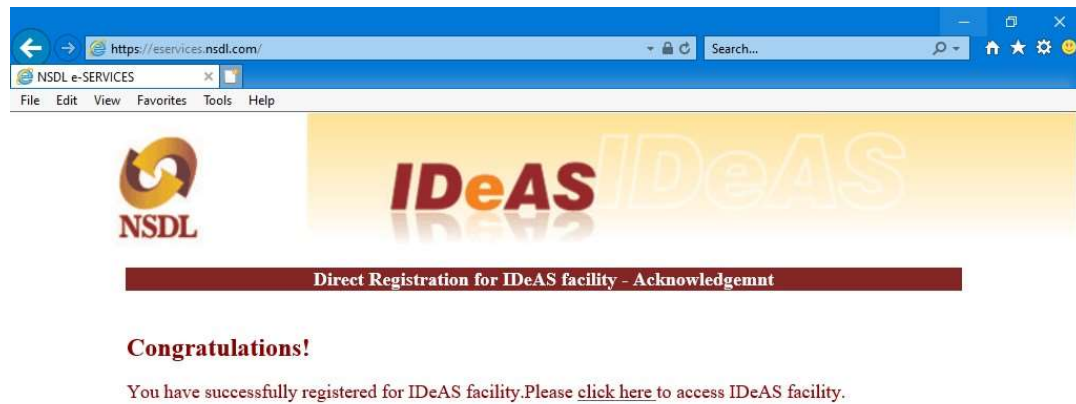 https://eservices.nsdl.com/
Search...
NSDL e-SERVICES
File Edit View Favorites Tools Help
NSDL
IDeAS
IDeAS
Direct Registration for IDeAS facility - Acknowledgemnt
Congratulations!
You have successfully registered for IDeAS facility.Please click here to access IDeAS facility.